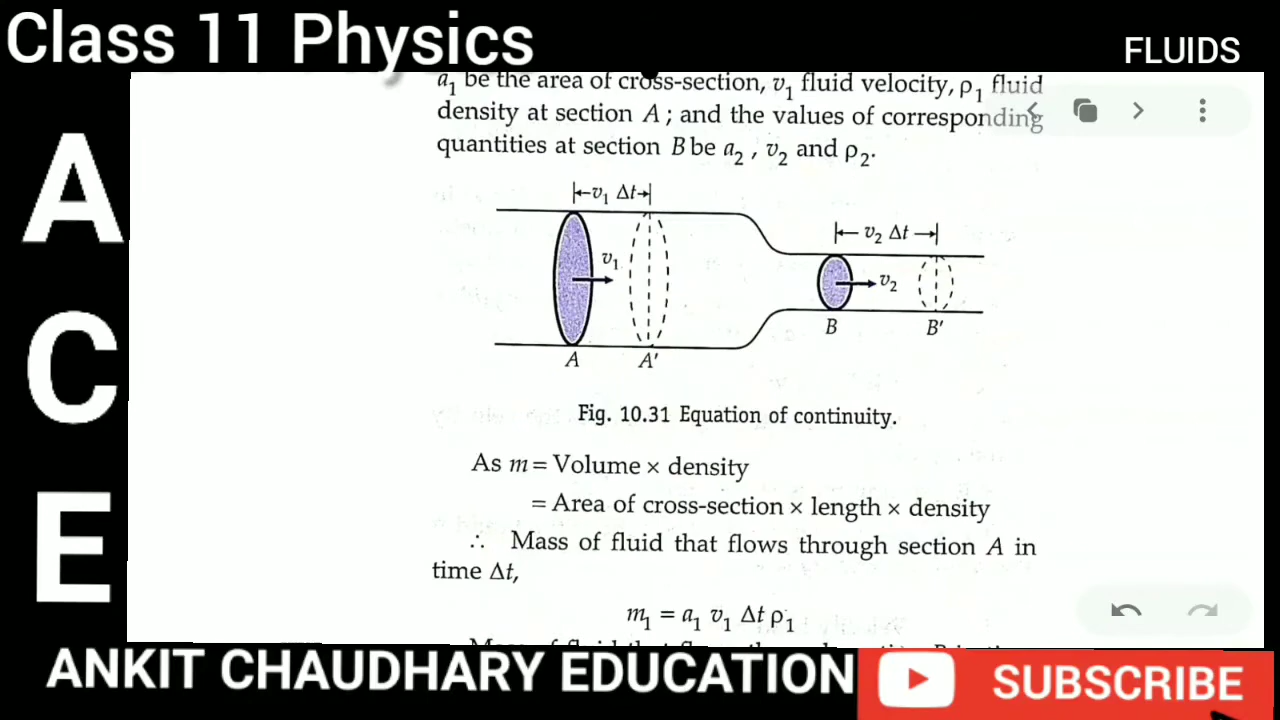 Class 11 Physics
FLUIDS
A
C
E
a₁ be the area of cross-section, v₁ fluid velocity, ρ₁ fluid
density at section A ; and the values of corresponding
quantities at section B be a₂ , v₂ and ρ₂.
v₁ Δt
v₂ Δt
v₁
v₂
A
A'
B
B'
Fig. 10.31 Equation of continuity.
As m = Volume × density
= Area of cross-section × length × density
∴ Mass of fluid that flows through section A in
time Δt,
m₁ = a₁ v₁ Δt ρ₁
ANKIT CHAUDHARY EDUCATION
SUBSCRIBE